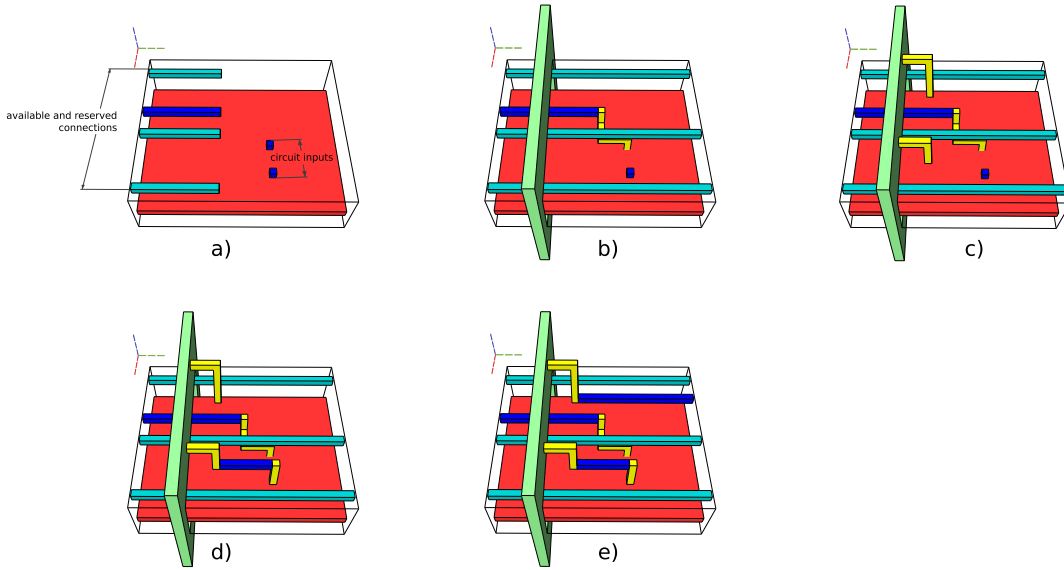 available and reserved
connections
circuit inputs
a)
b)
c)
d)
e)